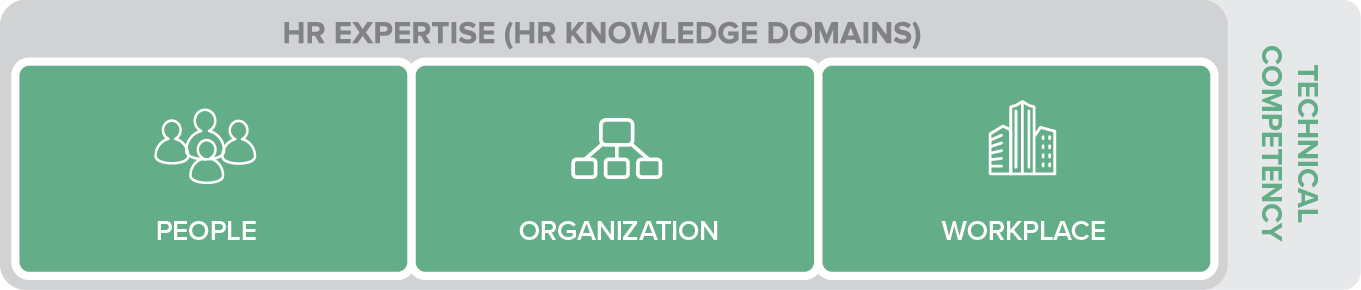 HR EXPERTISE (HR KNOWLEDGE DOMAINS)
PEOPLE
ORGANIZATION
WORKPLACE
TECHNICAL
COMPETENCY